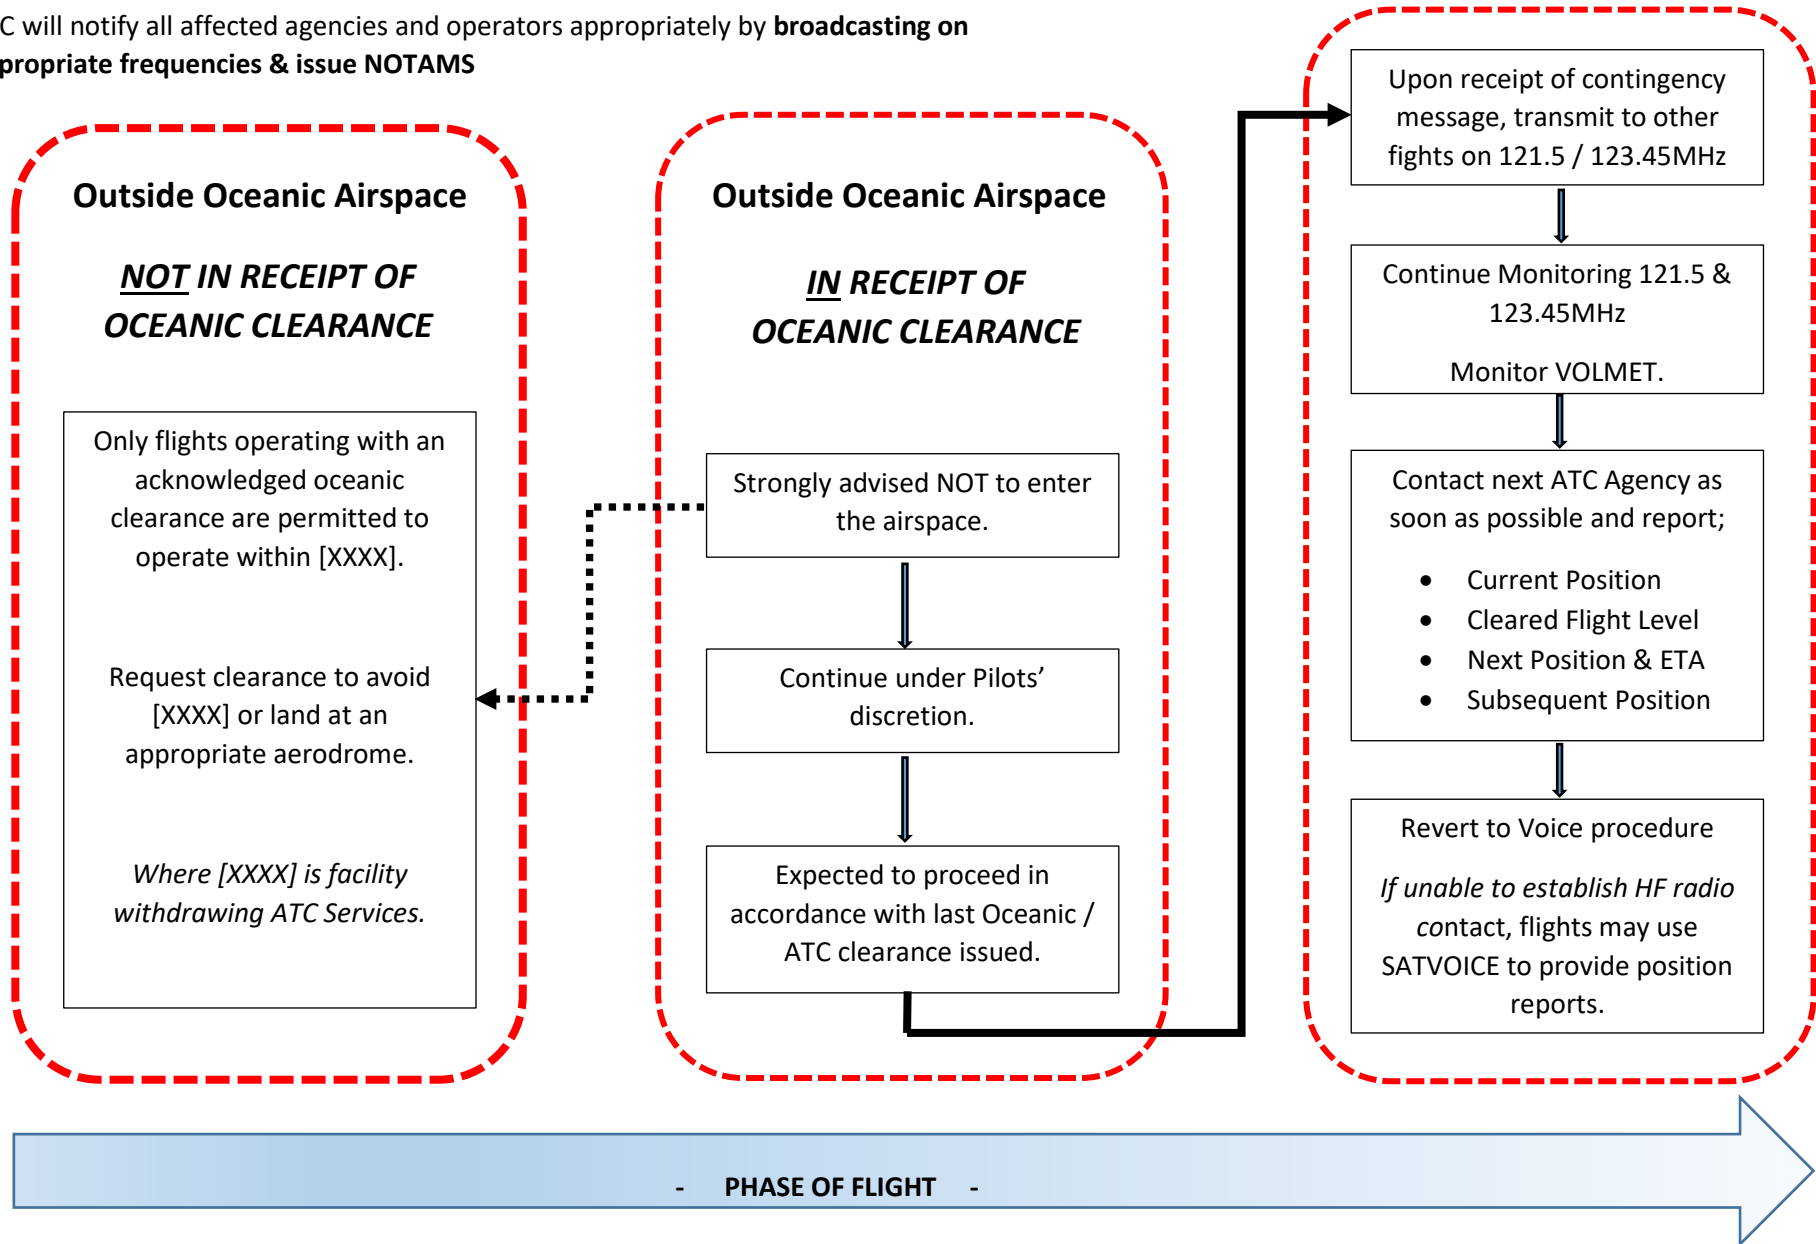 C will notify all affected agencies and operators appropriately by broadcasting on
propriate frequencies & issue NOTAMS
Outside Oceanic Airspace
NOT IN RECEIPT OF
OCEANIC CLEARANCE
Only flights operating with an
acknowledged oceanic
clearance are permitted to
operate within [XXXX].
Request clearance to avoid
[XXXX] or land at an
appropriate aerodrome.
Where [XXXX] is facility
withdrawing ATC Services.
Outside Oceanic Airspace
IN RECEIPT OF
OCEANIC CLEARANCE
Strongly advised NOT to enter
the airspace.
Continue under Pilots’
discretion.
Expected to proceed in
accordance with last Oceanic /
ATC clearance issued.
Upon receipt of contingency
message, transmit to other
fights on 121.5 / 123.45MHz
Continue Monitoring 121.5 &
123.45MHz
Monitor VOLMET.
Contact next ATC Agency as
soon as possible and report;
• Current Position
• Cleared Flight Level
• Next Position & ETA
• Subsequent Position
Revert to Voice procedure
If unable to establish HF radio
contact, flights may use
SATVOICE to provide position
reports.
- PHASE OF FLIGHT -